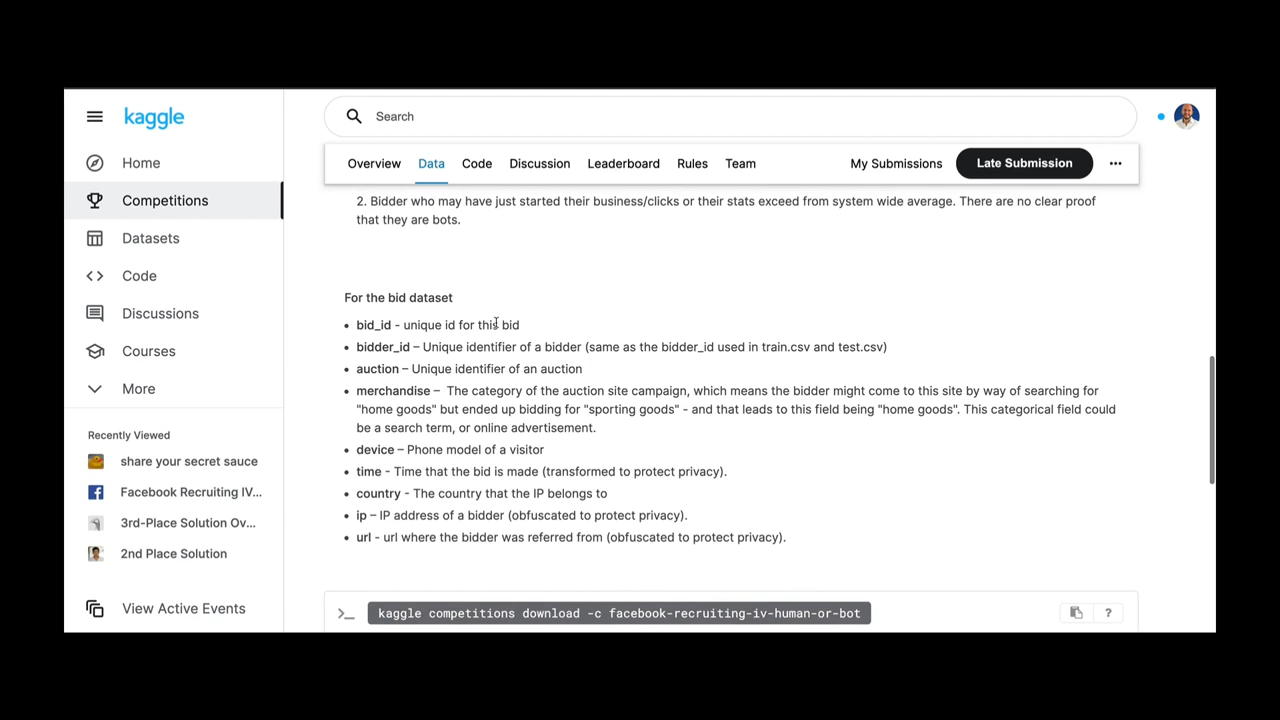 kaggle
Search
Home
Competitions
Datasets
Code
Discussions
Courses
More
Recently Viewed
share your secret sauce
Facebook Recruiting IV...
3rd-Place Solution Ov...
2nd Place Solution
View Active Events
Overview Data Code Discussion Leaderboard Rules Team My Submissions Late Submission
2. Bidder who may have just started their business/clicks or their stats exceed from system wide average. There are no clear proof
that they are bots.
For the bid dataset
• bid_id - unique id for this bid
• bidder_id – Unique identifier of a bidder (same as the bidder_id used in train.csv and test.csv)
• auction – Unique identifier of an auction
• merchandise – The category of the auction site campaign, which means the bidder might come to this site by way of searching for
"home goods" but ended up bidding for "sporting goods" - and that leads to this field being "home goods". This categorical field could
be a search term, or online advertisement.
• device – Phone model of a visitor
• time - Time that the bid is made (transformed to protect privacy).
• country - The country that the IP belongs to
• ip – IP address of a bidder (obfuscated to protect privacy).
• url - url where the bidder was referred from (obfuscated to protect privacy).
>_ kaggle competitions download -c facebook-recruiting-iv-human-or-bot ?